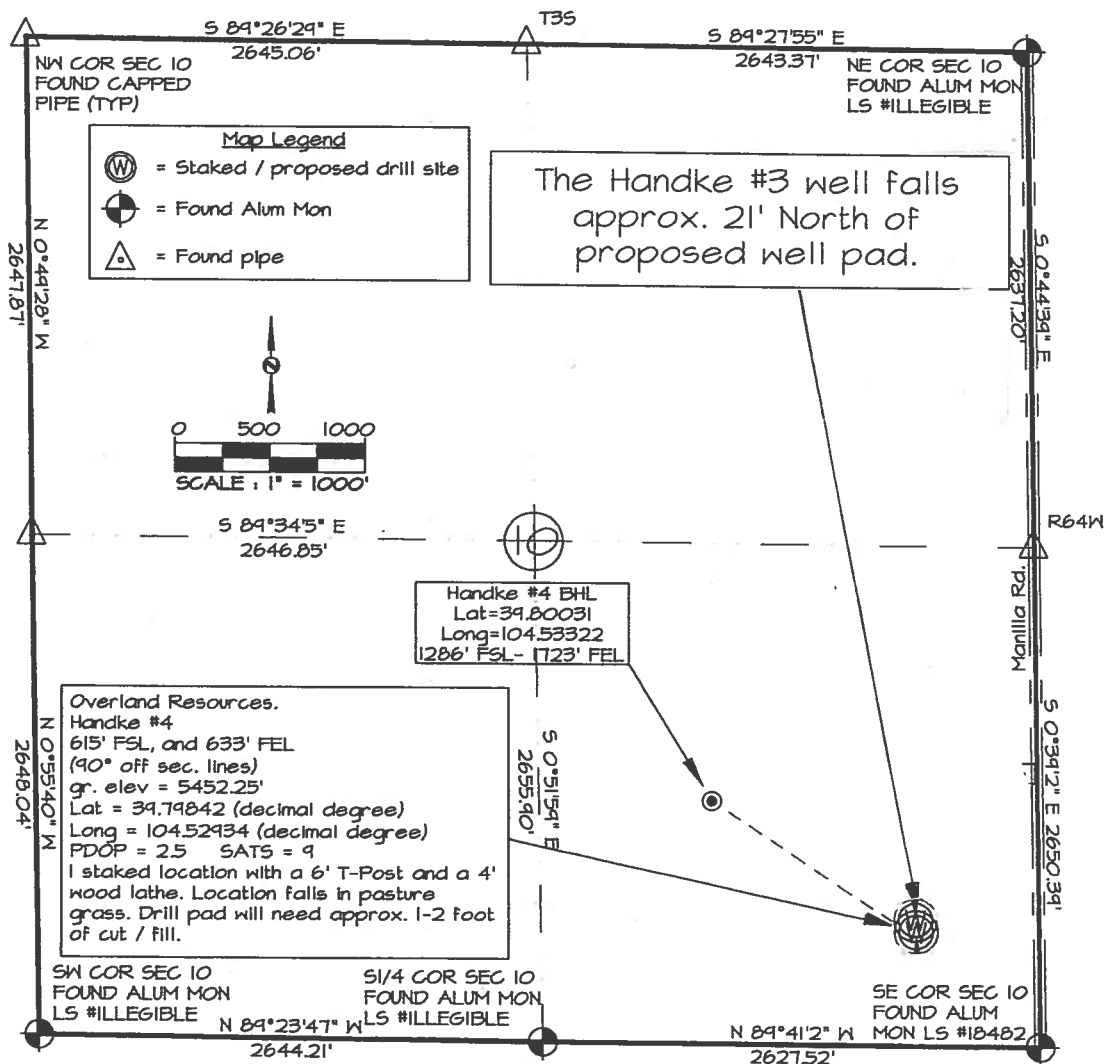 S 89°26'29" E
2645.06'
T3S
S 89°27'55" E
2643.37'
NW COR SEC 10
FOUND CAPPED
PIPE (TYP)
NE COR SEC 10
FOUND ALUM MON
LS #ILLEGIBLE
Map Legend
W = Staked / proposed drill site
= Found Alum Mon
= Found pipe
The Handke #3 well falls
approx. 21' North of
proposed well pad.
N 0°49'28" W
2647.87'
S 0°44'39" E
2637.20'
N
0 500 1000
SCALE : 1" = 1000'
S 89°34'5" E
2646.85'
10
R64W
Manilla Rd.
Handke #4 BHL
Lat=39.80031
Long=104.53322
1286' FSL- 1723' FEL
Overland Resources.
Handke #4
615' FSL, and 633' FEL
(90° off sec. lines)
gr. elev = 5452.25'
Lat = 39.79842 (decimal degree)
Long = 104.52934 (decimal degree)
PDOP = 2.5 SATS = 9
I staked location with a 6' T-Post and a 4'
wood lathe. Location falls in pasture
grass. Drill pad will need approx. 1-2 foot
of cut / fill.
N 0°55'40" W
2648.04'
S 0°51'59" E
2655.90'
S 0°39'2" E 2650.39'
W
SW COR SEC 10
FOUND ALUM MON
LS #ILLEGIBLE
S1/4 COR SEC 10
FOUND ALUM MON
LS #ILLEGIBLE
SE COR SEC 10
FOUND ALUM
MON LS #18482
N 89°23'47" W
2644.21'
N 89°41'2" W
2627.52'